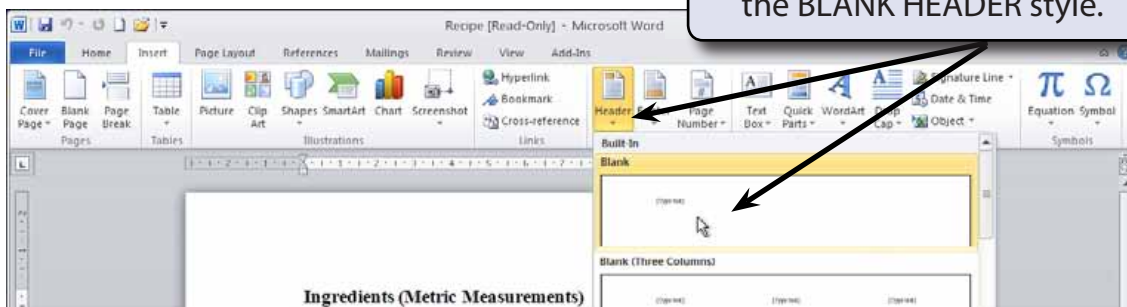 the BLANK HEADER style.
Recipe [Read-Only] - Microsoft Word
File Home Insert Page Layout References Mailings Review View Add-Ins
Cover Page
Blank Page
Page Break
Table
Picture
Clip Art
Shapes
SmartArt
Chart
Screenshot
Hyperlink
Bookmark
Cross-reference
Header
Page Number
Text Box
Quick Parts
WordArt
Drop Cap
Signature Line
Date & Time
Object
Equation
Symbol
Pages
Tables
Illustrations
Links
Symbols
Built-In
Blank
[Type text]
Blank (Three Columns)
[Type text] [Type text] [Type text]
Ingredients (Metric Measurements)